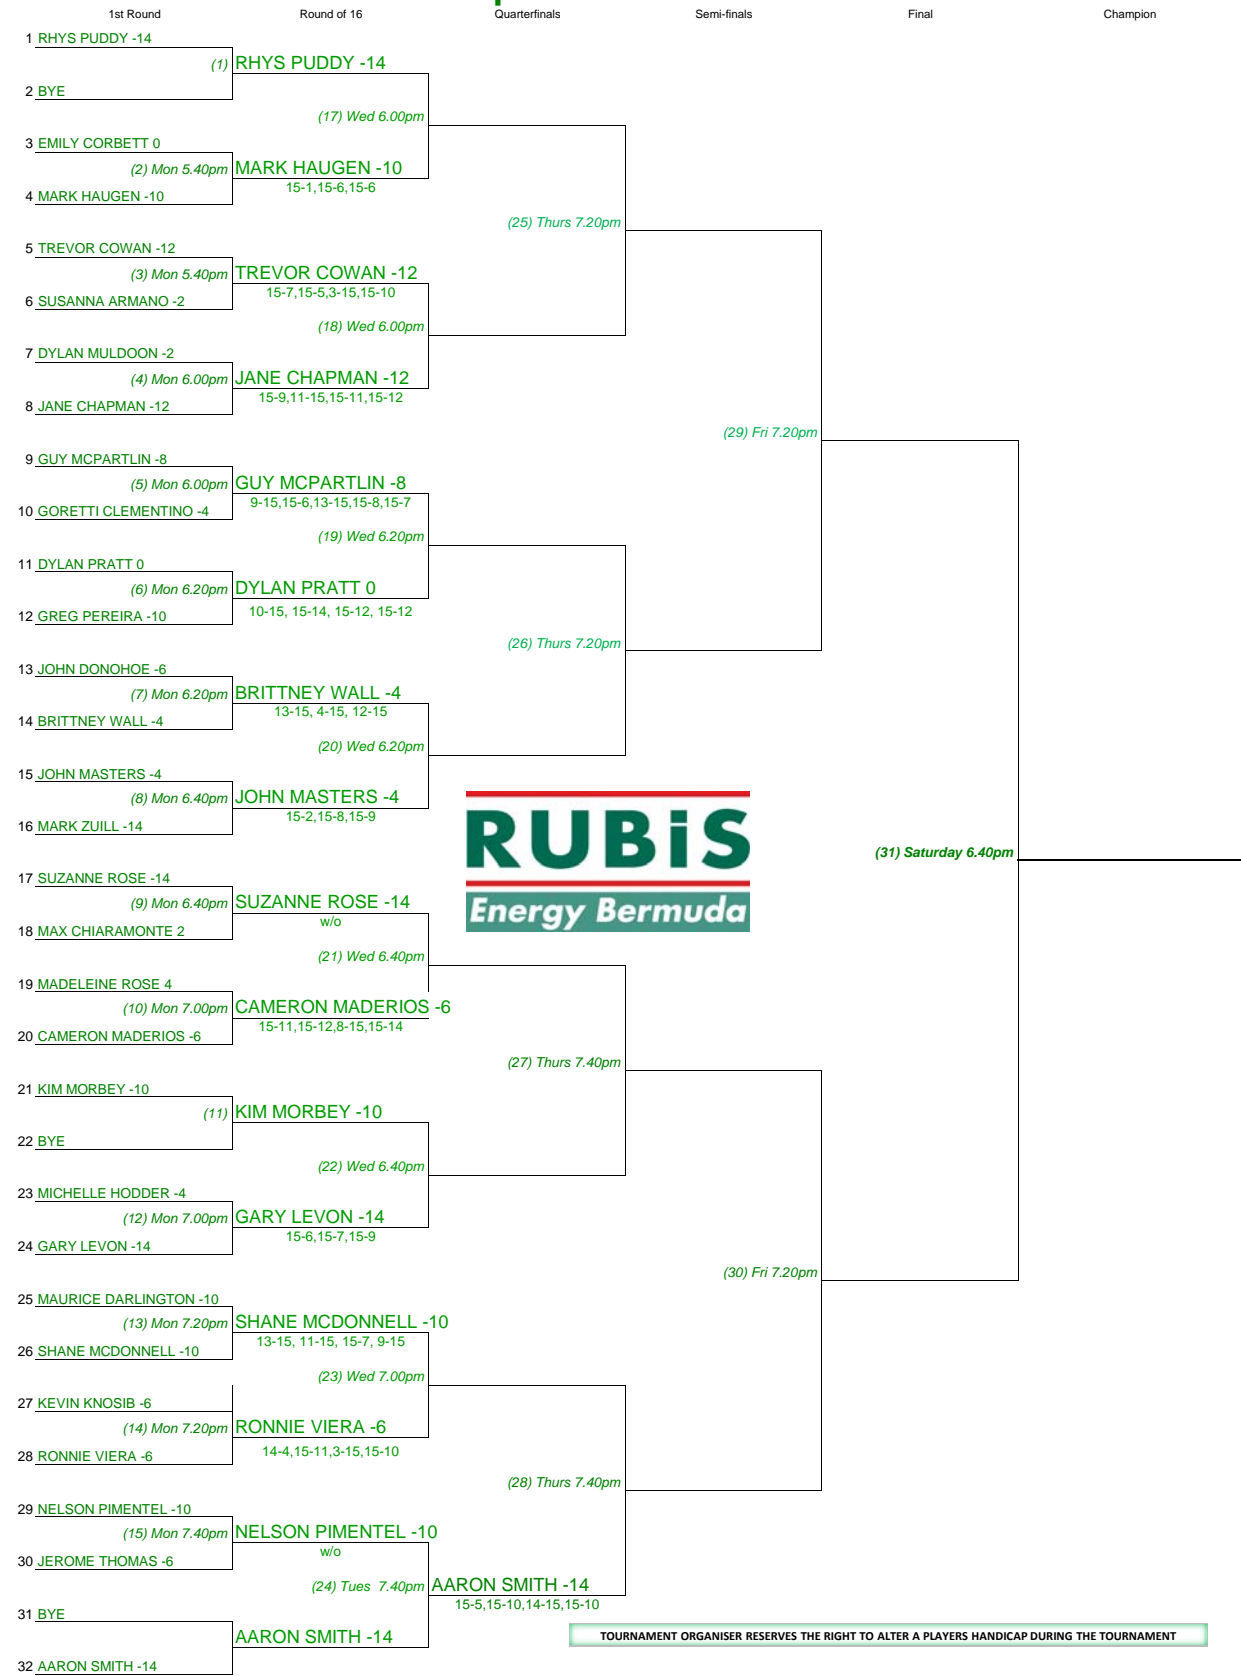 1st Round Round of 16 Quarterfinals Semi-finals Final Champion
1 RHYS PUDDY -14
(1) RHYS PUDDY -14
2 BYE
(17) Wed 6.00pm
3 EMILY CORBETT 0
(2) Mon 5.40pm MARK HAUGEN -10
15-1,15-6,15-6
4 MARK HAUGEN -10
(25) Thurs 7.20pm
5 TREVOR COWAN -12
(3) Mon 5.40pm TREVOR COWAN -12
15-7,15-5,3-15,15-10
6 SUSANNA ARMANO -2
(18) Wed 6.00pm
7 DYLAN MULDOON -2
(4) Mon 6.00pm JANE CHAPMAN -12
15-9,11-15,15-11,15-12
8 JANE CHAPMAN -12
(29) Fri 7.20pm
9 GUY MCPARTLIN -8
(5) Mon 6.00pm GUY MCPARTLIN -8
9-15,15-6,13-15,15-8,15-7
10 GORETTI CLEMENTINO -4
(19) Wed 6.20pm
11 DYLAN PRATT 0
(6) Mon 6.20pm DYLAN PRATT 0
10-15, 15-14, 15-12, 15-12
12 GREG PEREIRA -10
(26) Thurs 7.20pm
13 JOHN DONOHOE -6
(7) Mon 6.20pm BRITTNEY WALL -4
13-15, 4-15, 12-15
14 BRITTNEY WALL -4
(20) Wed 6.20pm
15 JOHN MASTERS -4
(8) Mon 6.40pm JOHN MASTERS -4
15-2,15-8,15-9
16 MARK ZUILL -14
RUBiS
Energy Bermuda
(31) Saturday 6.40pm
17 SUZANNE ROSE -14
(9) Mon 6.40pm SUZANNE ROSE -14
w/o
18 MAX CHIARAMONTE 2
(21) Wed 6.40pm
19 MADELEINE ROSE 4
(10) Mon 7.00pm CAMERON MADERIOS -6
15-11,15-12,8-15,15-14
20 CAMERON MADERIOS -6
(27) Thurs 7.40pm
21 KIM MORBEY -10
(11) KIM MORBEY -10
22 BYE
(22) Wed 6.40pm
23 MICHELLE HODDER -4
(12) Mon 7.00pm GARY LEVON -14
15-6,15-7,15-9
24 GARY LEVON -14
(30) Fri 7.20pm
25 MAURICE DARLINGTON -10
(13) Mon 7.20pm SHANE MCDONNELL -10
13-15, 11-15, 15-7, 9-15
26 SHANE MCDONNELL -10
(23) Wed 7.00pm
27 KEVIN KNOSIB -6
(14) Mon 7.20pm RONNIE VIERA -6
14-4,15-11,3-15,15-10
28 RONNIE VIERA -6
(28) Thurs 7.40pm
29 NELSON PIMENTEL -10
(15) Mon 7.40pm NELSON PIMENTEL -10
w/o
30 JEROME THOMAS -6
(24) Tues 7.40pm AARON SMITH -14
15-5,15-10,14-15,15-10
31 BYE
AARON SMITH -14
TOURNAMENT ORGANISER RESERVES THE RIGHT TO ALTER A PLAYERS HANDICAP DURING THE TOURNAMENT
32 AARON SMITH -14